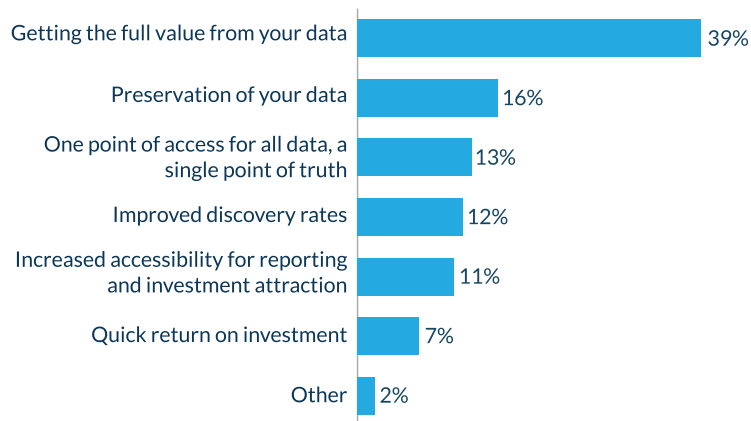 Getting the full value from your data
39%
Preservation of your data
16%
One point of access for all data, a
single point of truth
13%
Improved discovery rates
12%
Increased accessibility for reporting
and investment attraction
11%
Quick return on investment
7%
Other
2%